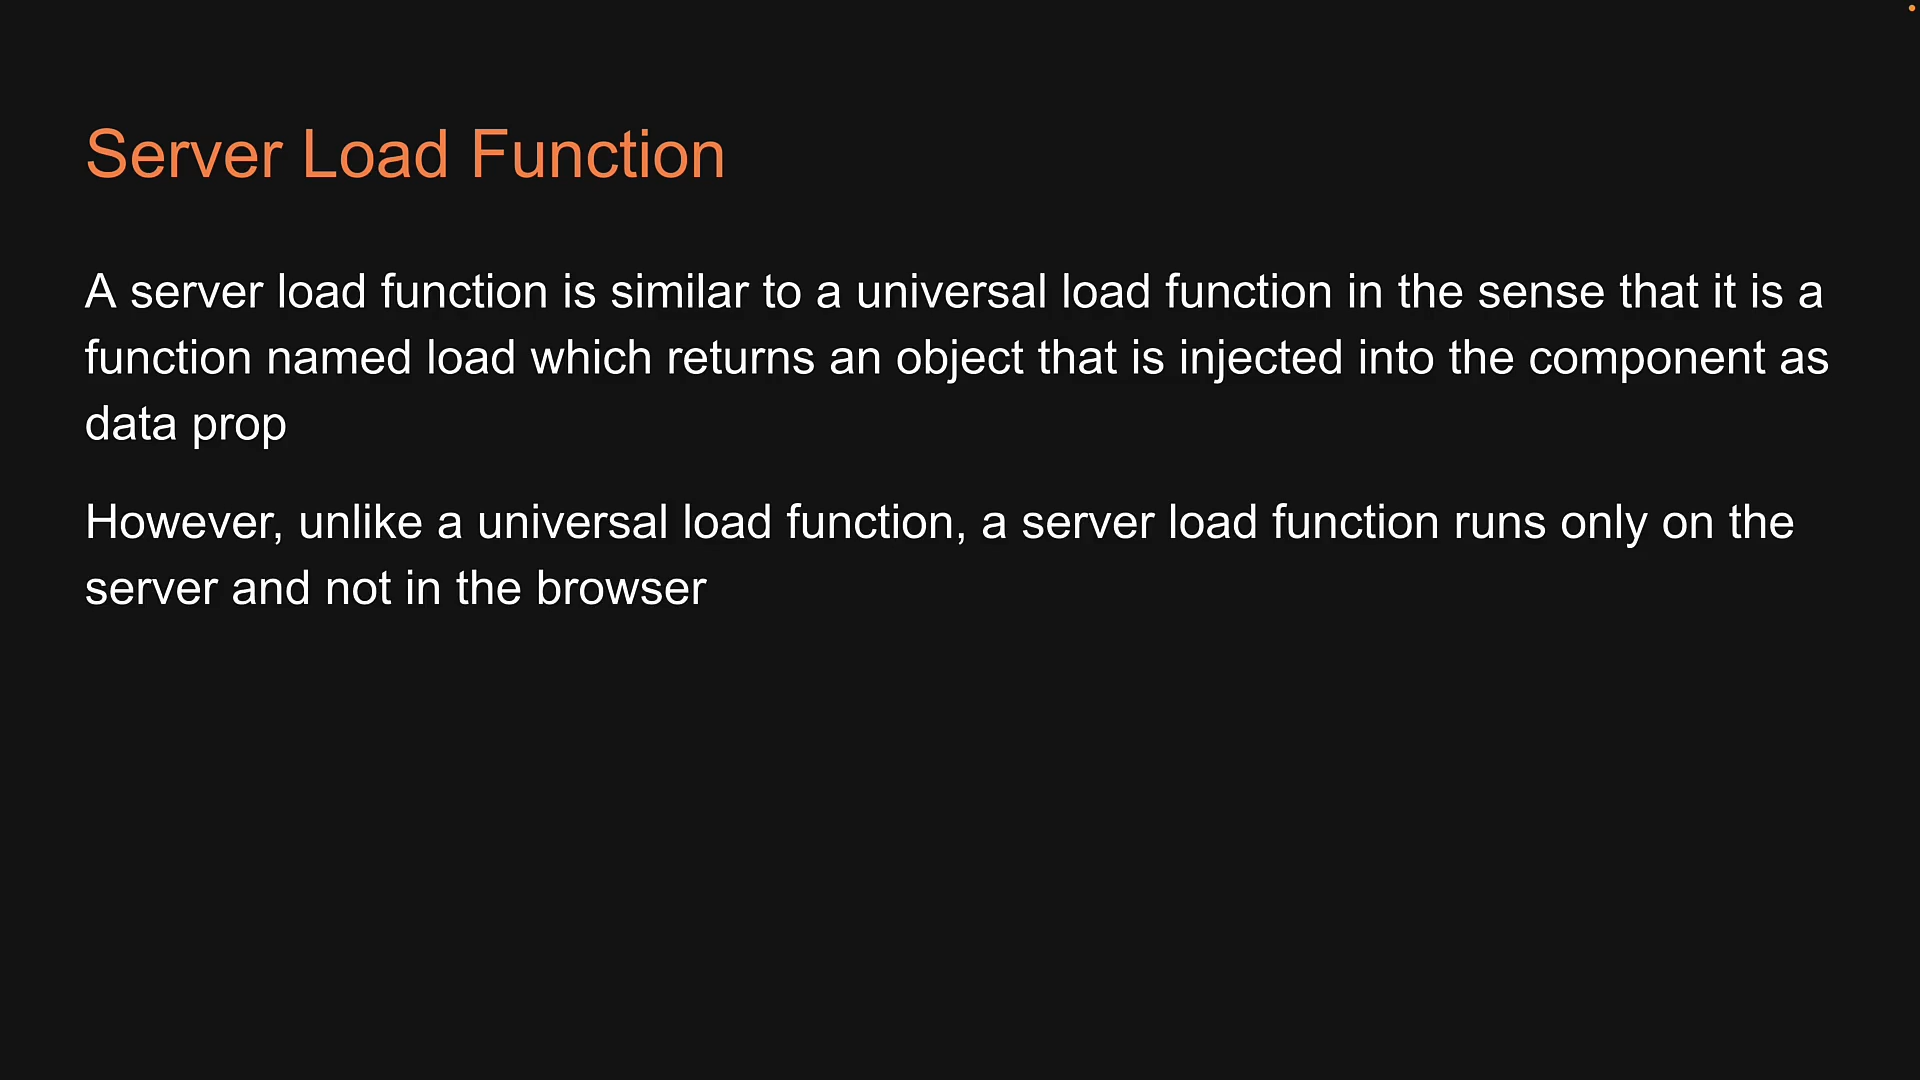 Server Load Function
A server load function is similar to a universal load function in the sense that it is a
function named load which returns an object that is injected into the component as
data prop
However, unlike a universal load function, a server load function runs only on the
server and not in the browser